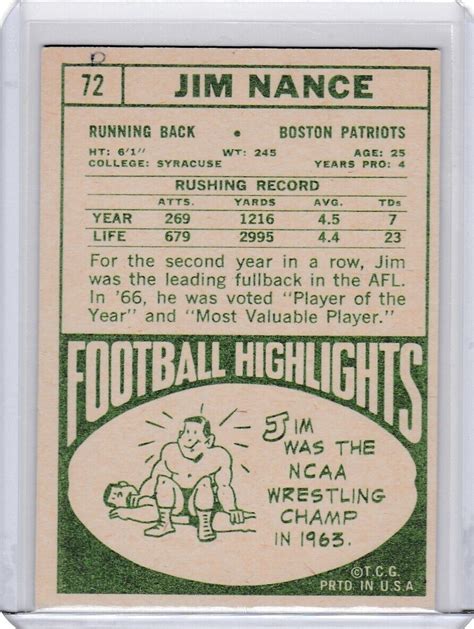 72 JIM NANCE
RUNNING BACK • BOSTON PATRIOTS
HT: 6'1" WT: 245 AGE: 25
COLLEGE: SYRACUSE YEARS PRO: 4
RUSHING RECORD
ATTS. YARDS AVG. TDs
YEAR 269 1216 4.5 7
LIFE 679 2995 4.4 23
For the second year in a row, Jim
was the leading fullback in the AFL.
In '66, he was voted "Player of the
Year" and "Most Valuable Player."
FOOTBALL HIGHLIGHTS
JIM
WAS THE
NCAA
WRESTLING
CHAMP
IN 1963.
©T.C.G.
PRTD IN U.S.A